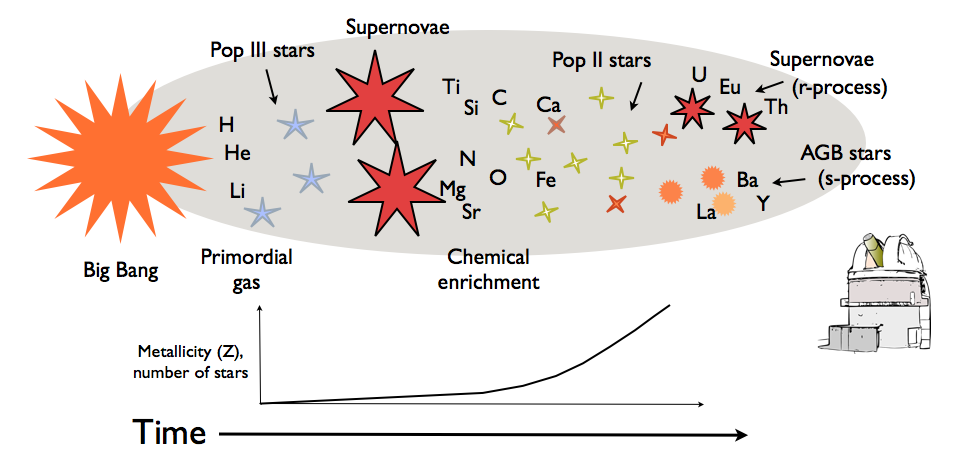 Supernovae
Pop III stars
Pop II stars
Supernovae
(r-process)
U
Eu
Th
Ti
Si
C
Ca
H
He
Li
N
O
Fe
Mg
Sr
AGB stars
(s-process)
Ba
La
Y
Big Bang
Primordial
gas
Chemical
enrichment
Metallicity (Z),
number of stars
Time